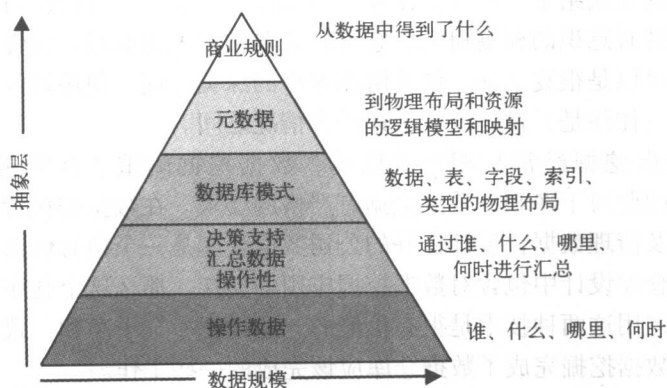 商业规则
从数据中得到了什么
元数据
到物理布局和资源
的逻辑模型和映射
数据库模式
数据、表、字段、索引、
类型的物理布局
决策支持
汇总数据
操作性
通过谁、什么、哪里
何时进行汇总
操作数据
谁、什么、哪里、何时
抽象层
数据规模